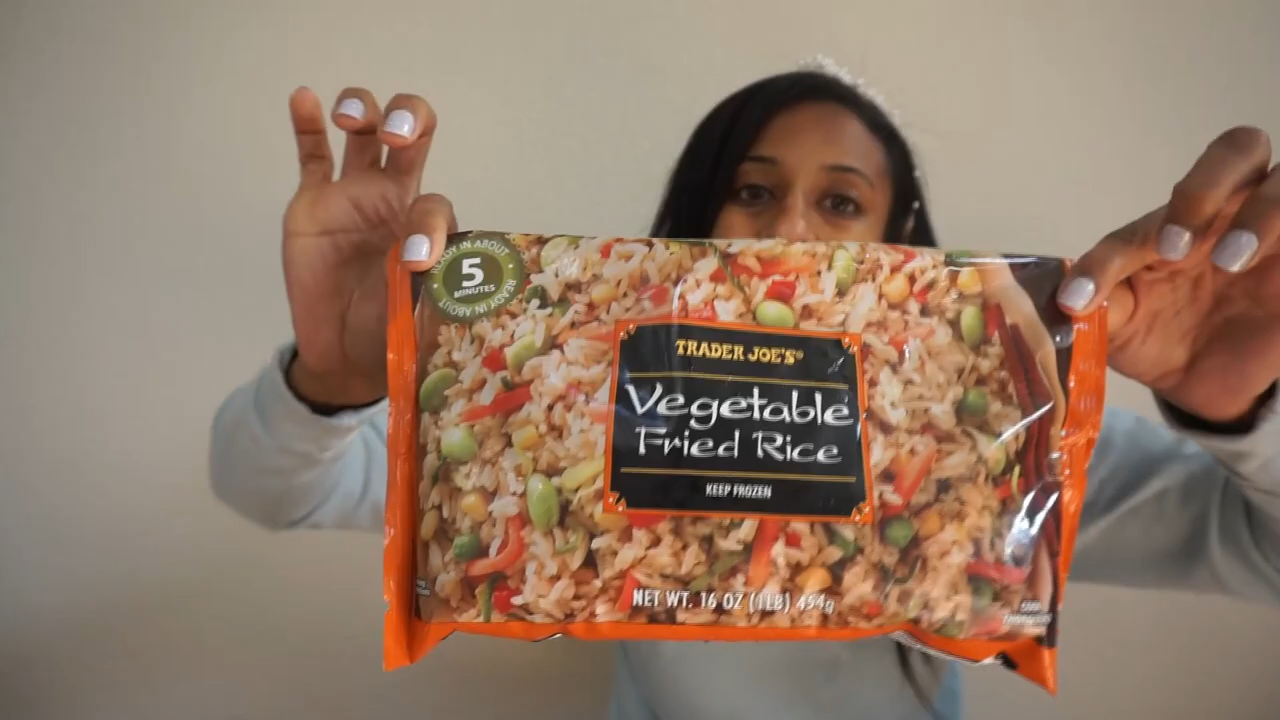 READY IN ABOUT
5
MINUTES
READY IN ABOUT
TRADER JOE'S®
Vegetable
Fried Rice
KEEP FROZEN
NET WT. 16 OZ (1LB) 454g